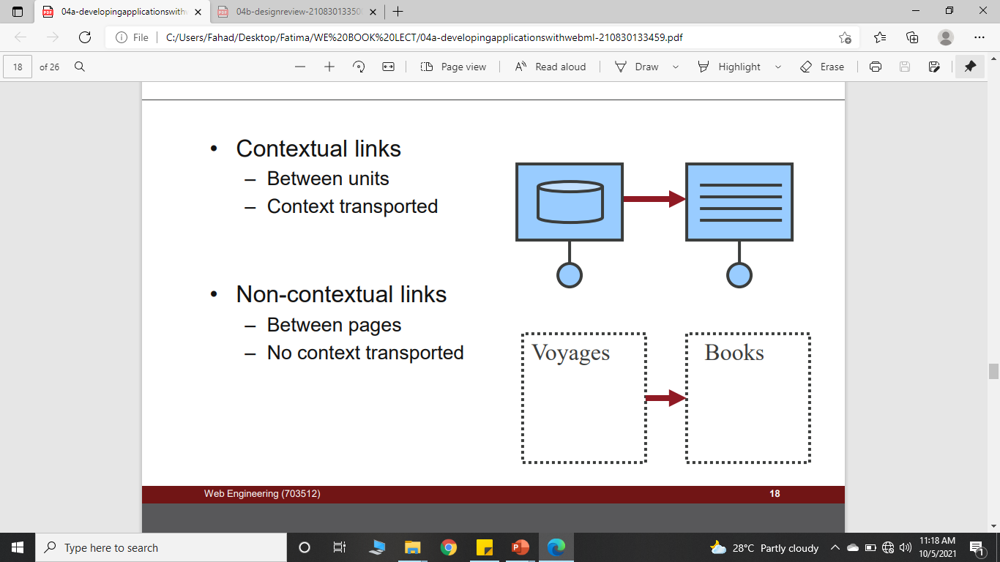 04a-developingapplicationswith
04b-designreview-21083013350
File
C:/Users/Fahad/Desktop/Fatima/WE%20BOOK%20LECT/04a-developingapplicationswithwebml-210830133459.pdf
18 of 26
Page view
Read aloud
Draw
Highlight
Erase
• Contextual links
– Between units
– Context transported
• Non-contextual links
– Between pages
– No context transported
Voyages
Books
Web Engineering (703512)
18
Type here to search
28°C Partly cloudy
11:18 AM
10/5/2021
1